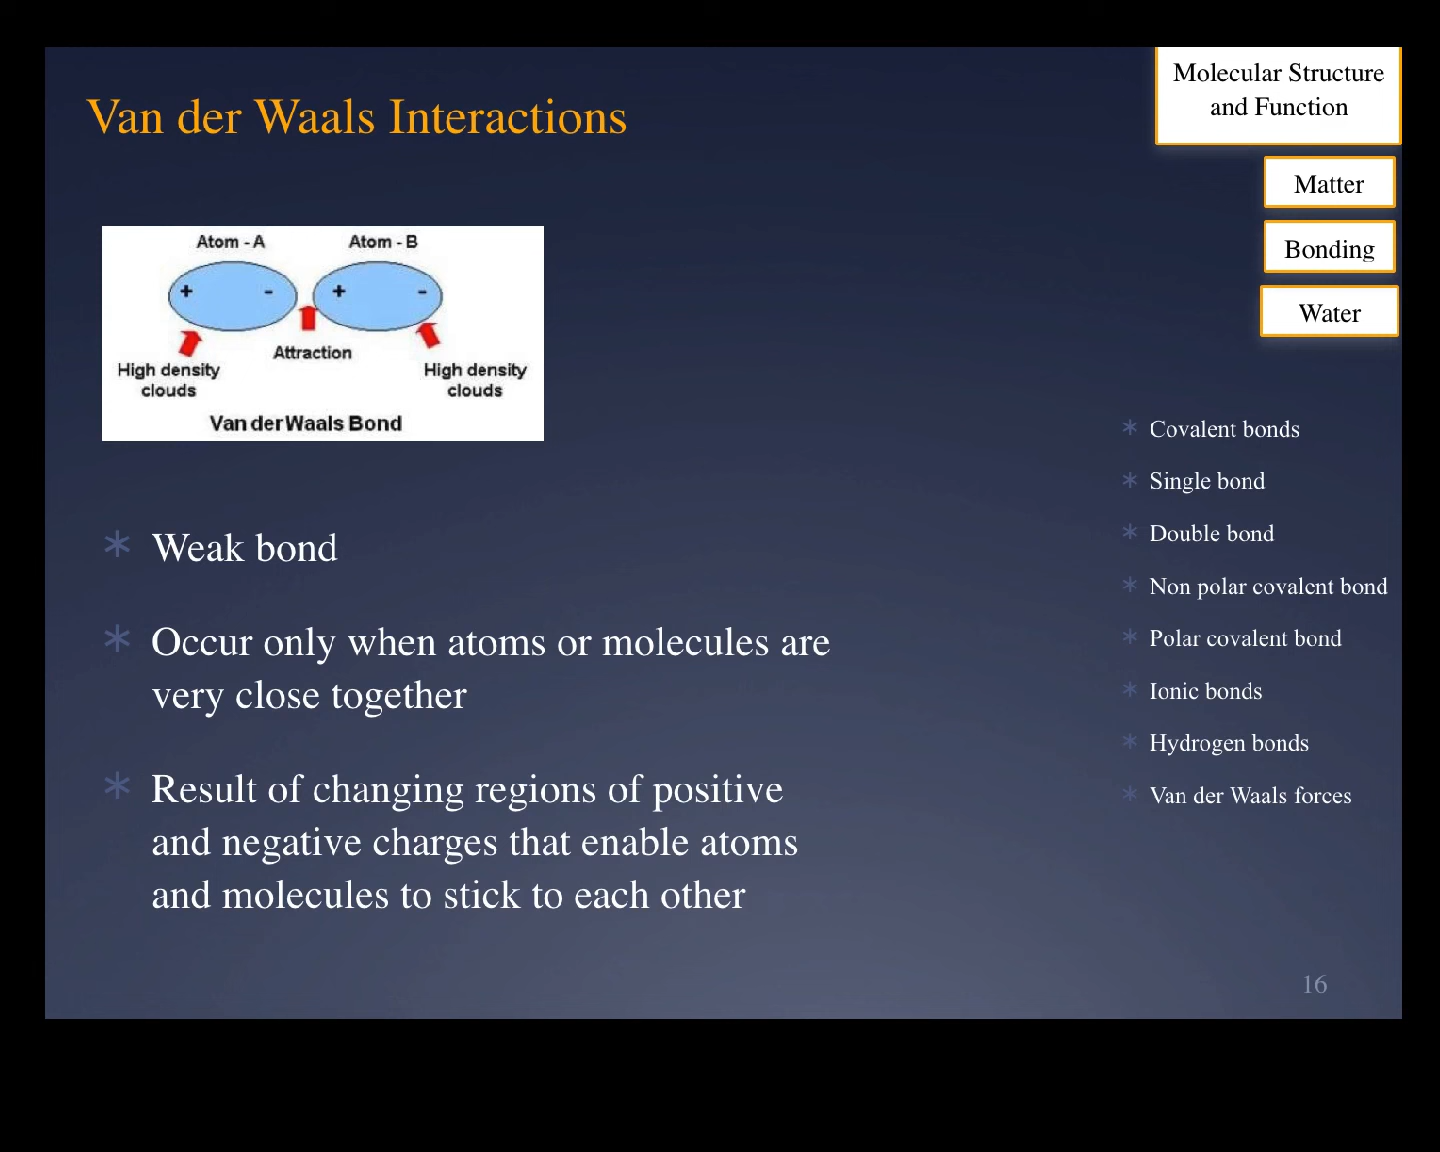 Molecular Structure
and Function
Van der Waals Interactions
Matter
Bonding
Water
Atom - A
Atom - B
+
-
+
-
Attraction
High density
clouds
High density
clouds
Van der Waals Bond
Weak bond
Occur only when atoms or molecules are
very close together
Result of changing regions of positive
and negative charges that enable atoms
and molecules to stick to each other
Covalent bonds
Single bond
Double bond
Non polar covalent bond
Polar covalent bond
Ionic bonds
Hydrogen bonds
Van der Waals forces
16